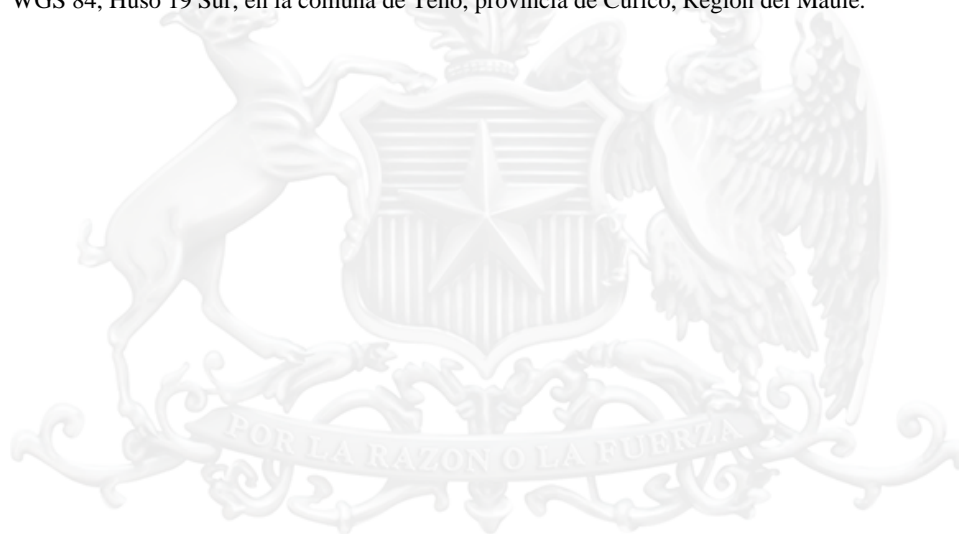 WGS 84, Huso 19 Sur, en la comuna de Teno, provincia de Curicó, Región del Maule.
POR LA RAZON O LA FUERZA